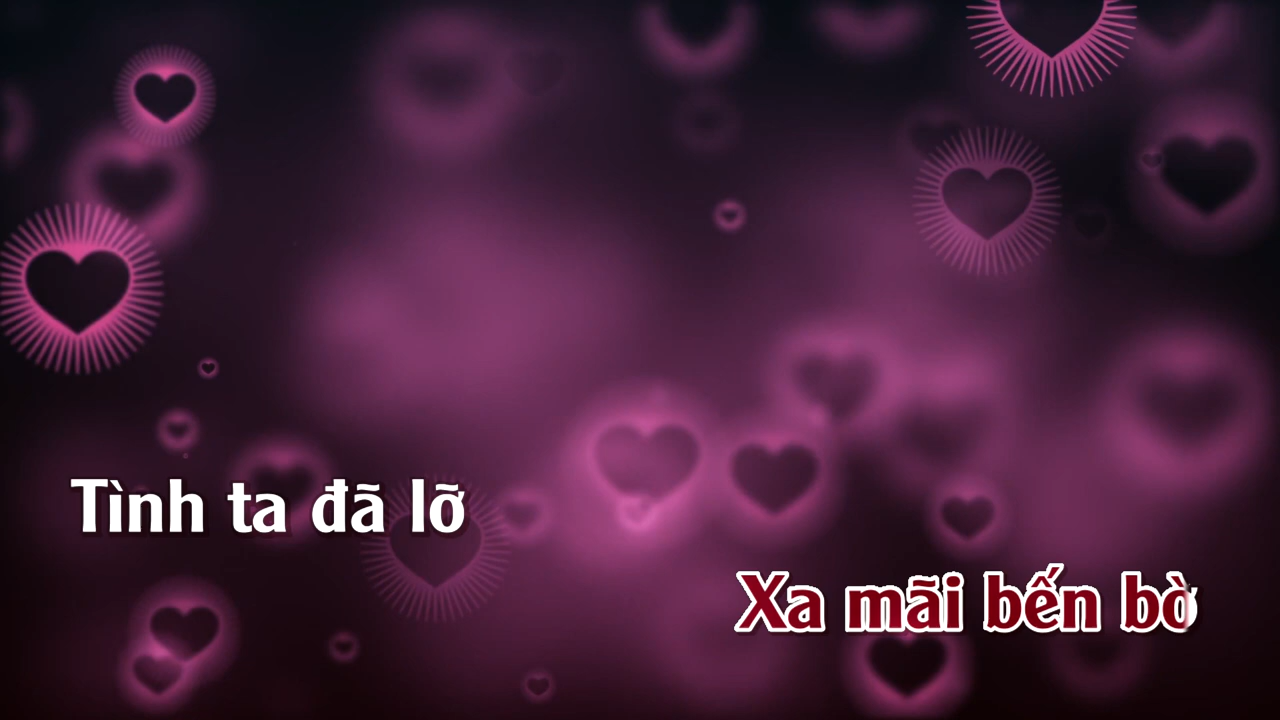 Tình ta đã lỡ
Xa mãi bến bờ